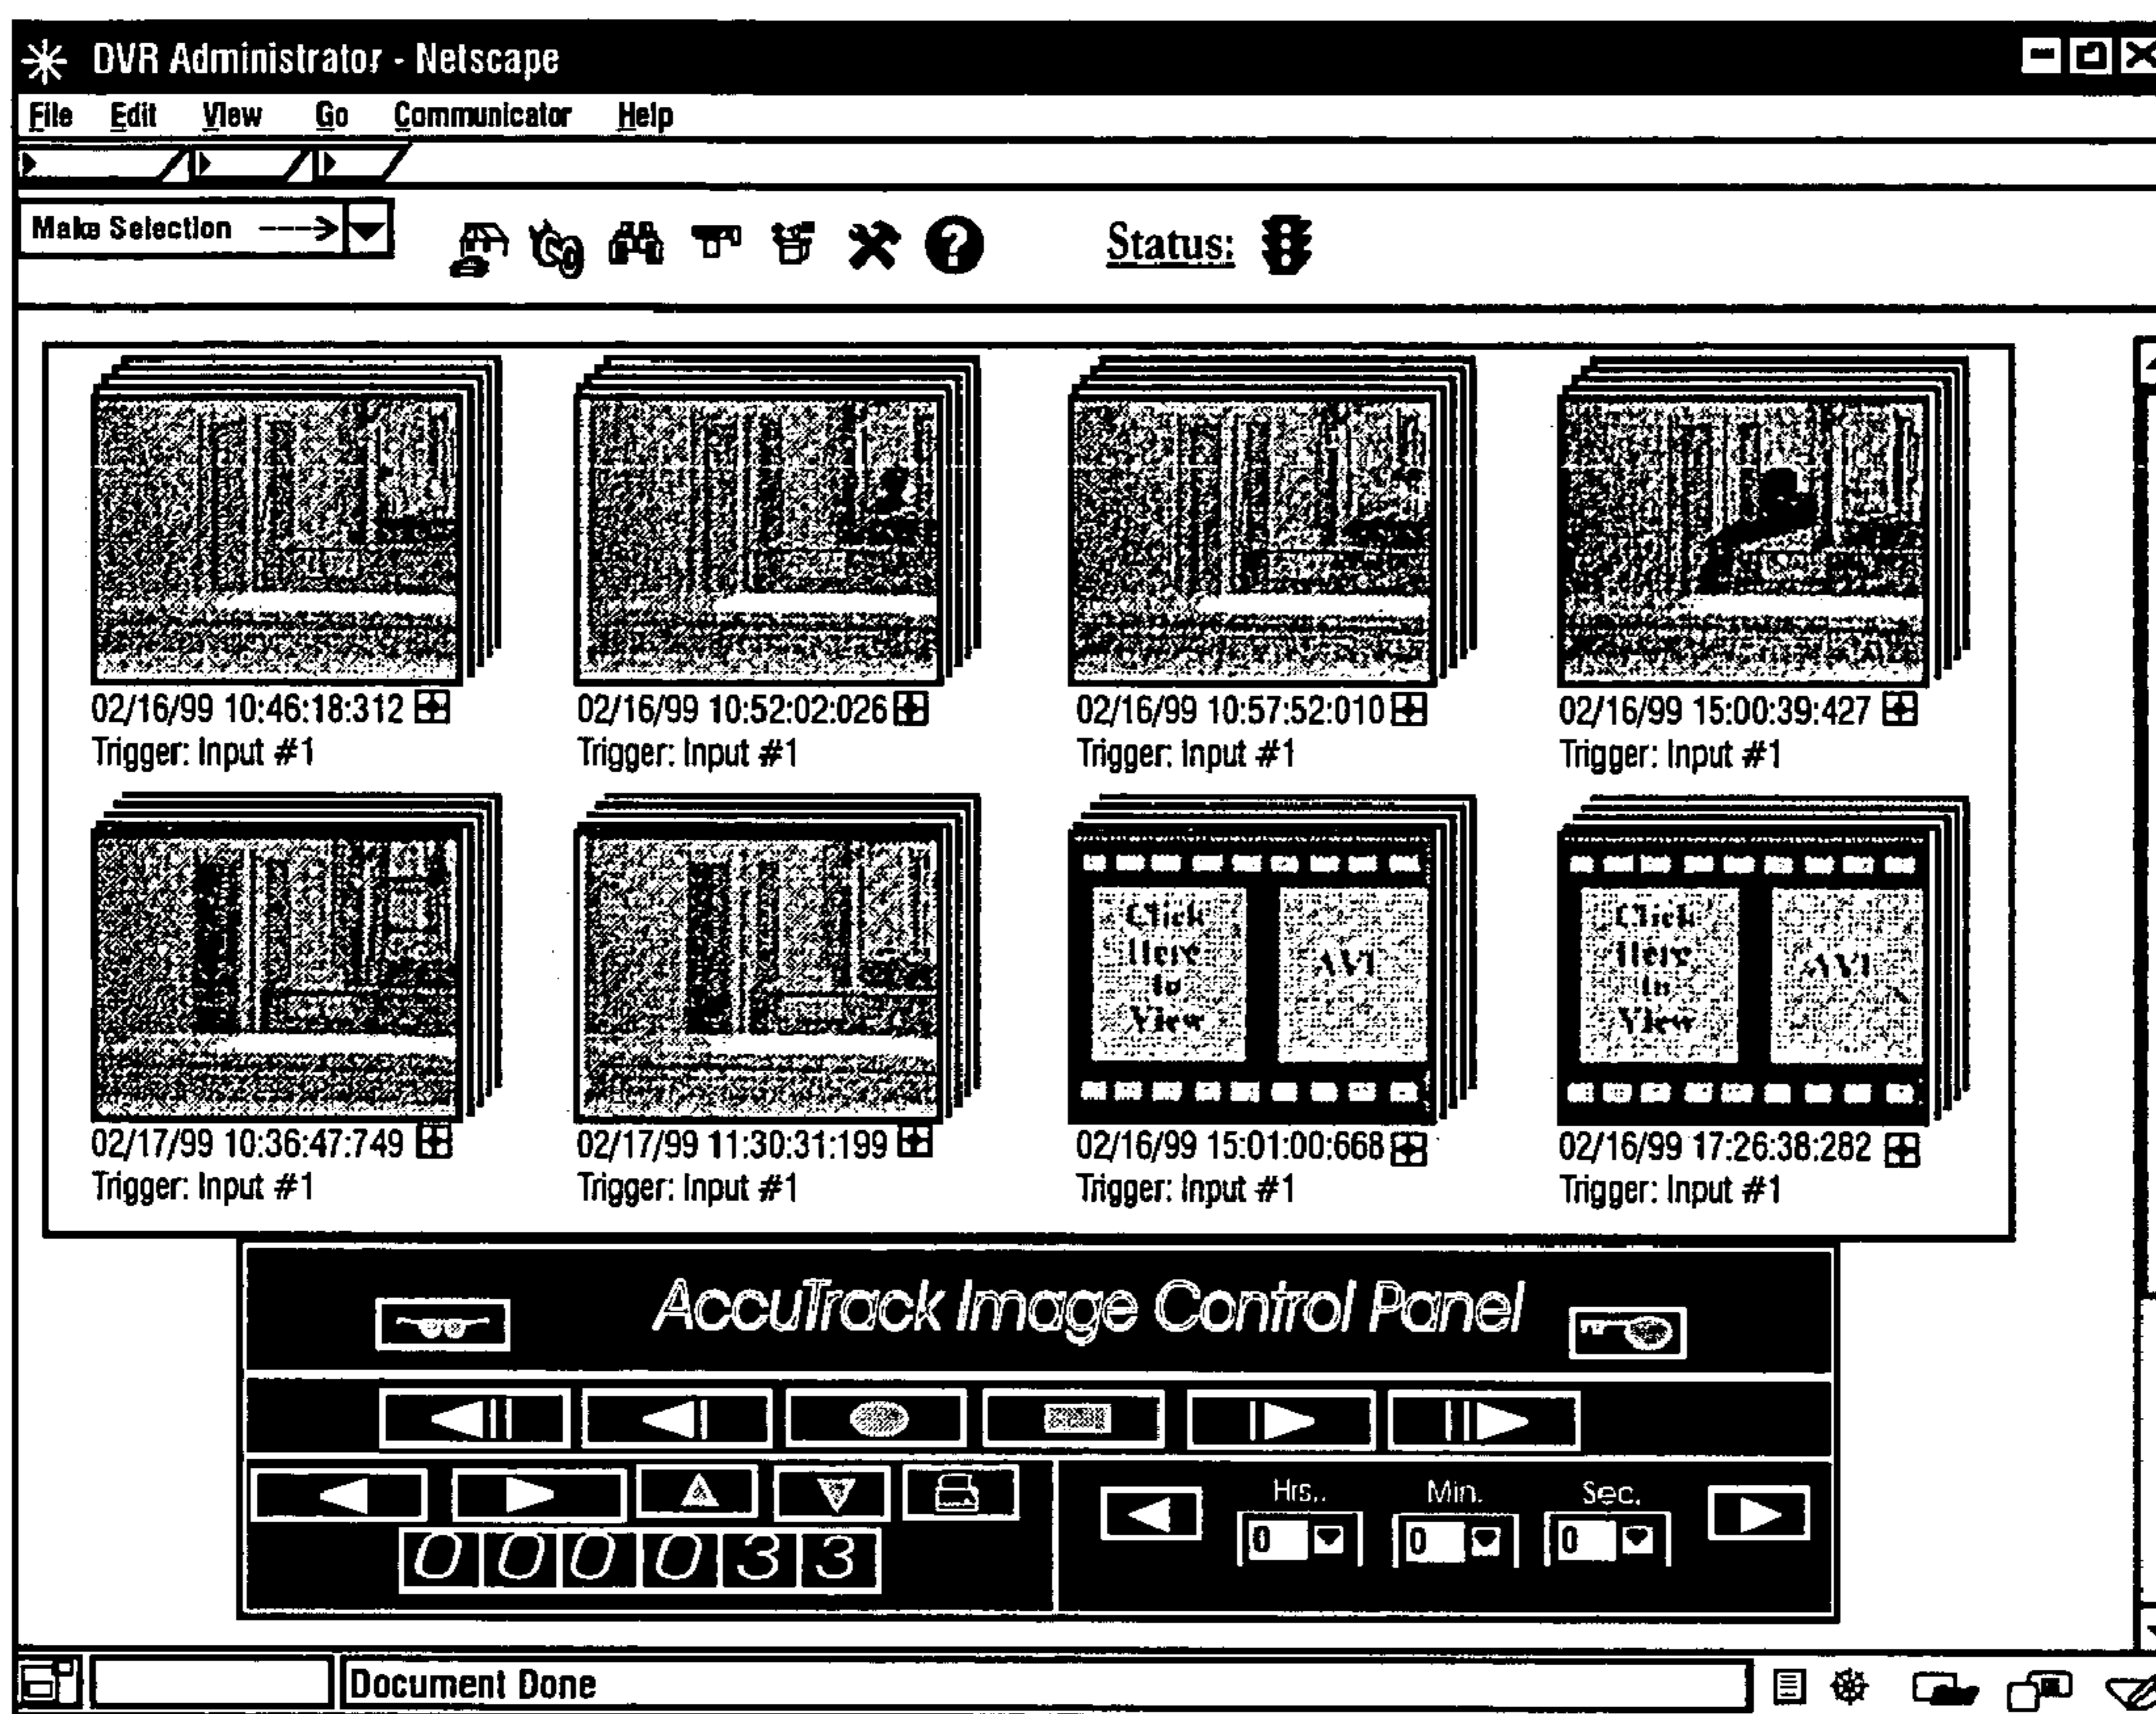 DVR Administrator - Netscape
File Edit View Go Communicator Help
Make Selection ---->
? Status:
02/16/99 10:46:18:312 02/16/99 10:52:02:026 02/16/99 10:57:52:010 02/16/99 15:00:39:427
Trigger: Input #1 Trigger: Input #1 Trigger: Input #1 Trigger: Input #1
Click Here to View AVI Click Here to View AVI
02/17/99 10:36:47:749 02/17/99 11:30:31:199 02/16/99 15:01:00:668 02/16/99 17:26:38:282
Trigger: Input #1 Trigger: Input #1 Trigger: Input #1 Trigger: Input #1
AccuTrack Image Control Panel
Hrs.. Min. Sec.
0 0 0
000033
Document Done